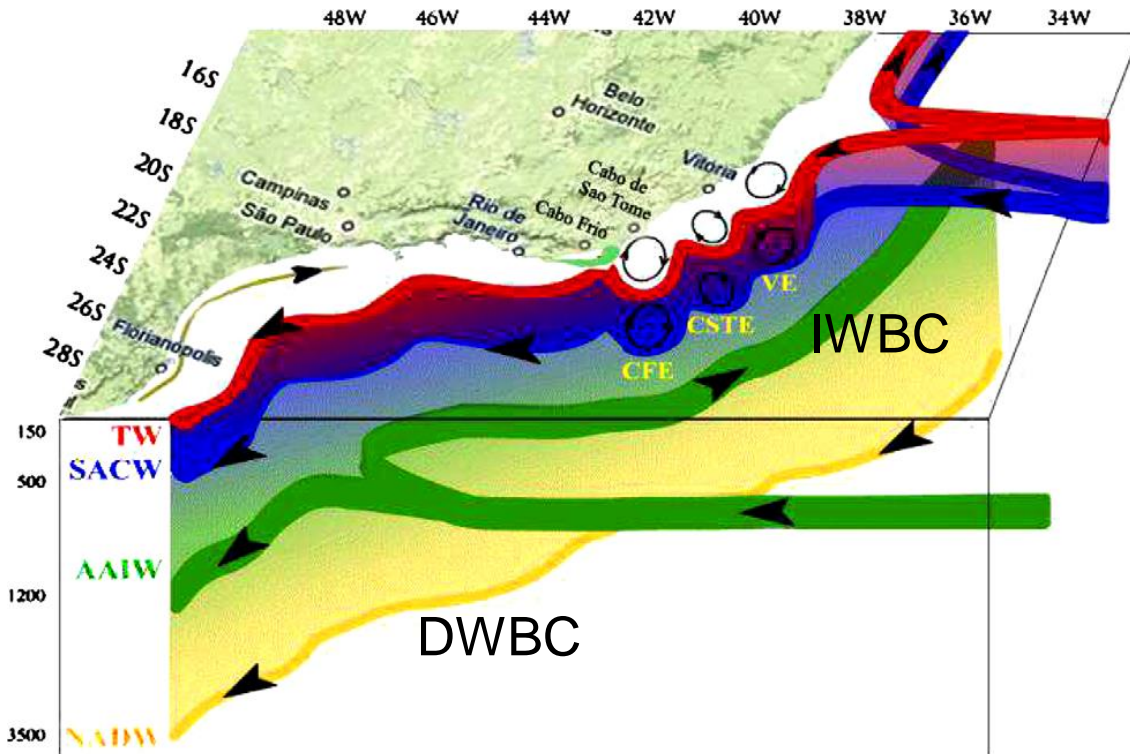 48W 46W 44W 42W 40W 38W 36W 34W
16S
18S
20S
22S
24S
26S
28S
Belo
Horizonte
Vitória
Cabo de
Sao Tome
Campinas
São Paulo
Rio de
Janeiro
Cabo Frio
Florianópolis
VE
CSTE
CFE
IWBC
150
TW
SACW
500
AAIW
1200
DWBC
3500
NADW